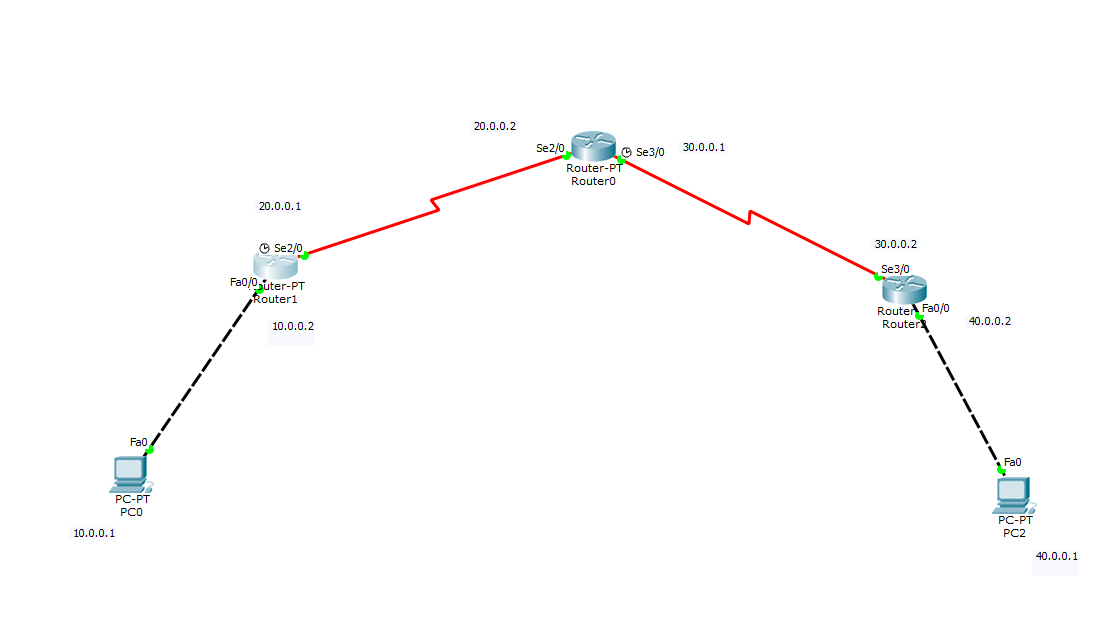 20.0.0.2
Se2/0
Se3/0
30.0.0.1
Router-PT
Router0
20.0.0.1
Se2/0
Fa0/0
uter-PT
Router1
10.0.0.2
30.0.0.2
Se3/0
Fa0/0
Router
Router
40.0.0.2
Fa0
PC-PT
PC0
10.0.0.1
Fa0
PC-PT
PC2
40.0.0.1